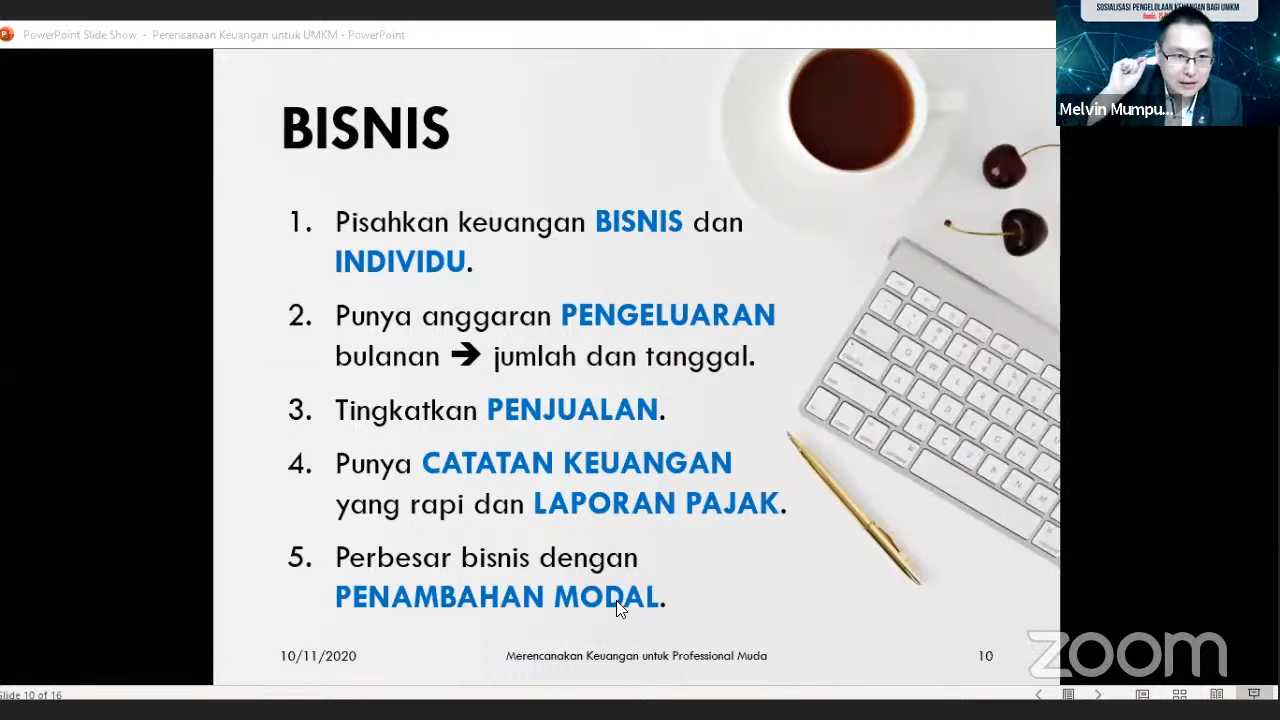 SOSIALISASI PENGELOLAAN KEUANGAN BAGI UMKM
PowerPoint Slide Show - Perencanaan Keuangan untuk UMKM - PowerPoint
Melvin Mumpu...
BISNIS
1. Pisahkan keuangan BISNIS dan
INDIVIDU.
2. Punya anggaran PENGELUARAN
bulanan ➔ jumlah dan tanggal.
3. Tingkatkan PENJUALAN.
4. Punya CATATAN KEUANGAN
yang rapi dan LAPORAN PAJAK.
5. Perbesar bisnis dengan
PENAMBAHAN MODAL.
10/11/2020 Merencanakan Keuangan untuk Professional Muda 10
zoom
Slide 10 of 16